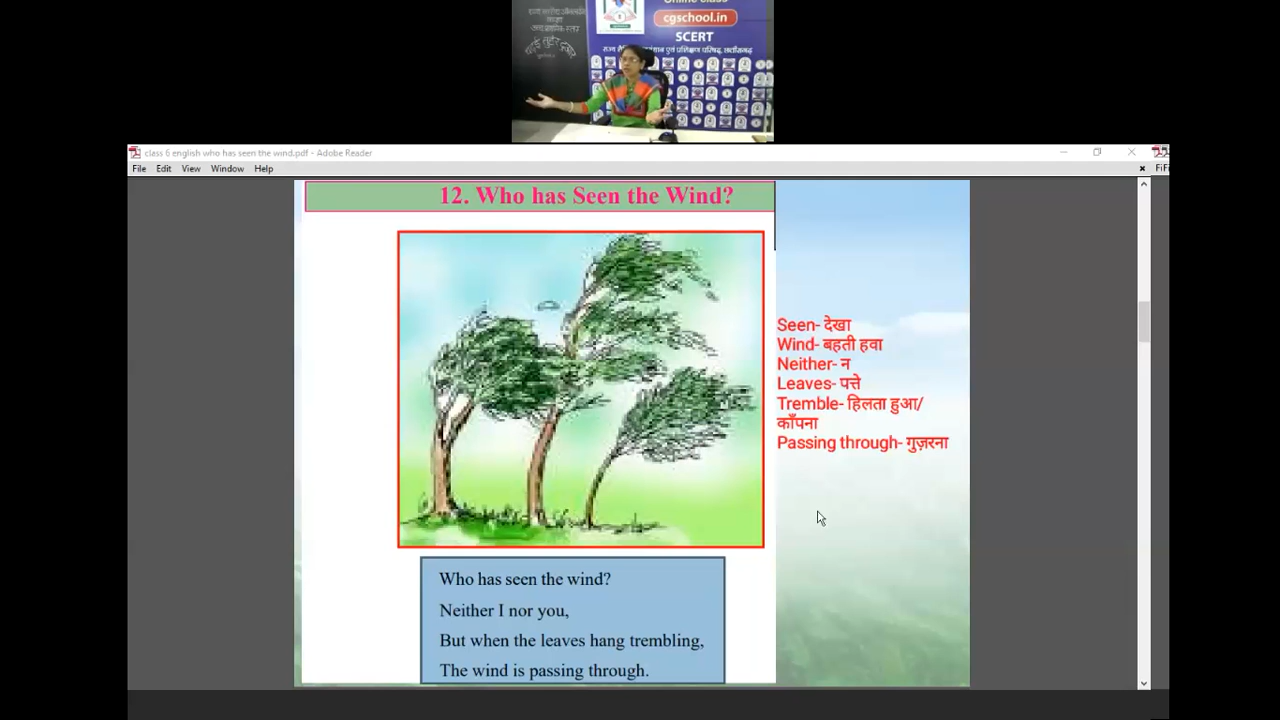 Online class
cgschool.in
SCERT
class 6 english who has seen the wind.pdf - Adobe Reader
File Edit View Window Help
12. Who has Seen the Wind?
Seen- देखा
Wind- बहती हवा
Neither- न
Leaves- पत्ते
Tremble- हिलता हुआ/
काँपना
Passing through- गुज़रना
Who has seen the wind?
Neither I nor you,
But when the leaves hang trembling,
The wind is passing through.